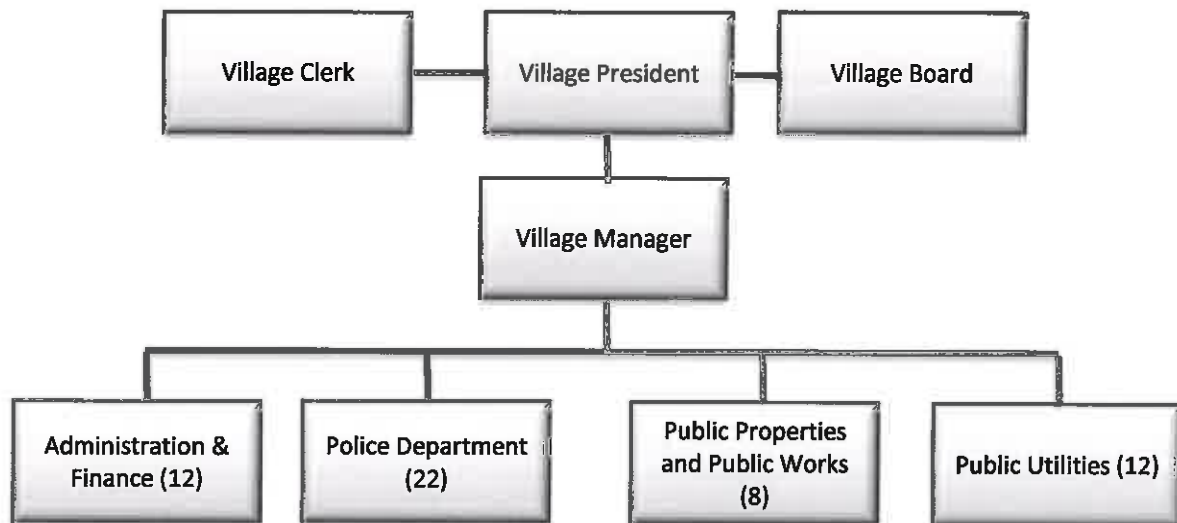 Village Clerk
Village President
Village Board
Village Manager
Administration &
Finance (12)
Police Department
(22)
Public Properties
and Public Works
(8)
Public Utilities (12)